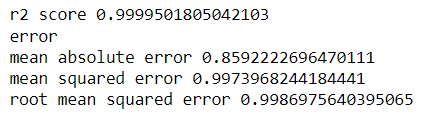 r2 score 0.9999501805042103
error
mean absolute error 0.8592222696470111
mean squared error 0.9973968244184441
root mean squared error 0.9986975640395065